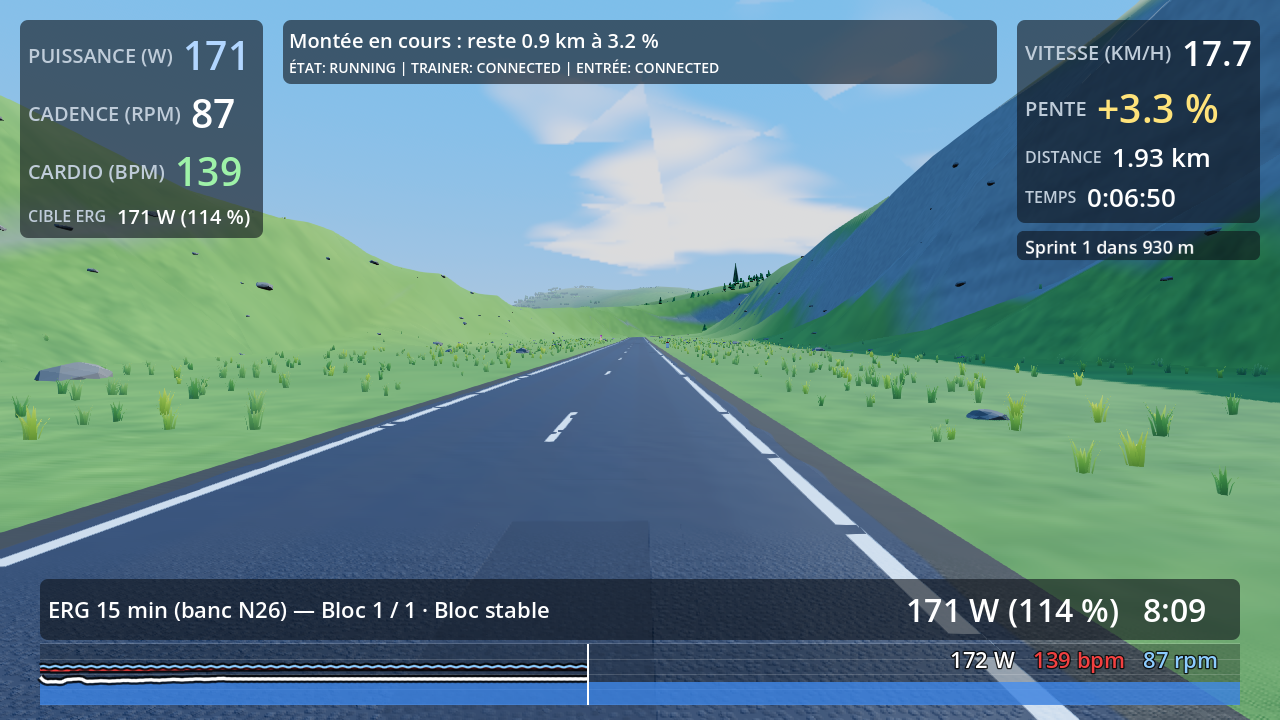 PUISSANCE (W) 171
CADENCE (RPM) 87
CARDIO (BPM) 139
CIBLE ERG 171 W (114 %)
Montée en cours : reste 0.9 km à 3.2 %
ÉTAT: RUNNING | TRAINER: CONNECTED | ENTRÉE: CONNECTED
VITESSE (KM/H) 17.7
PENTE +3.3 %
DISTANCE 1.93 km
TEMPS 0:06:50
Sprint 1 dans 930 m
ERG 15 min (banc N26) — Bloc 1 / 1 · Bloc stable 171 W (114 %) 8:09
172 W 139 bpm 87 rpm